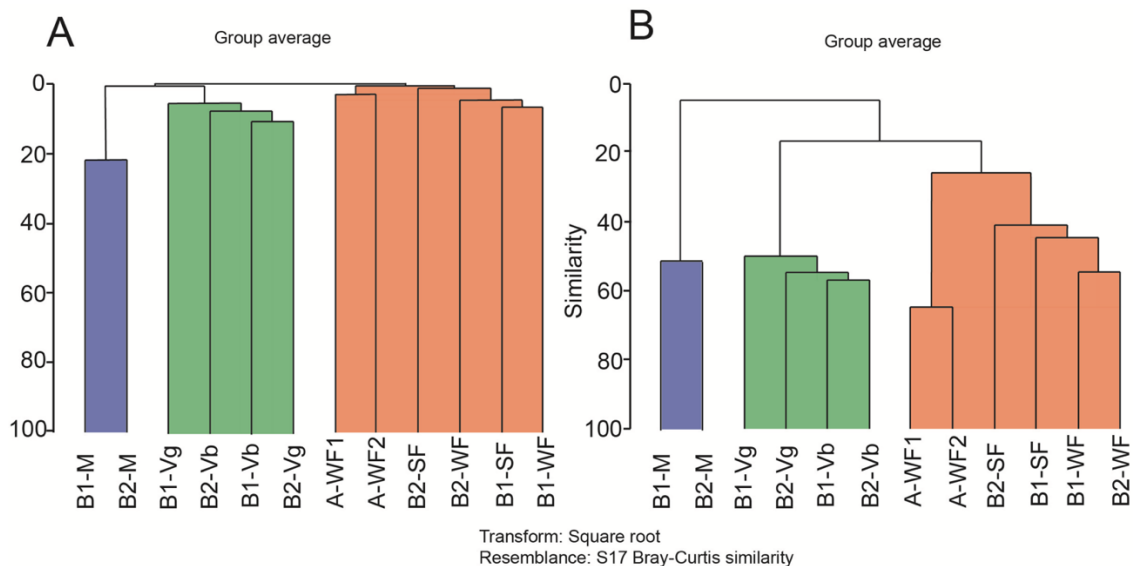 A
Group average
0
20
40
60
80
100
B1-M
B2-M
B1-Vg
B2-Vb
B1-Vb
B2-Vg
A-WF1
A-WF2
B2-SF
B2-WF
B1-SF
B1-WF
B
Group average
Similarity
0
20
40
60
80
100
B1-M
B2-M
B1-Vg
B2-Vg
B1-Vb
B2-Vb
A-WF1
A-WF2
B2-SF
B1-SF
B1-WF
B2-WF
Transform: Square root
Resemblance: S17 Bray-Curtis similarity